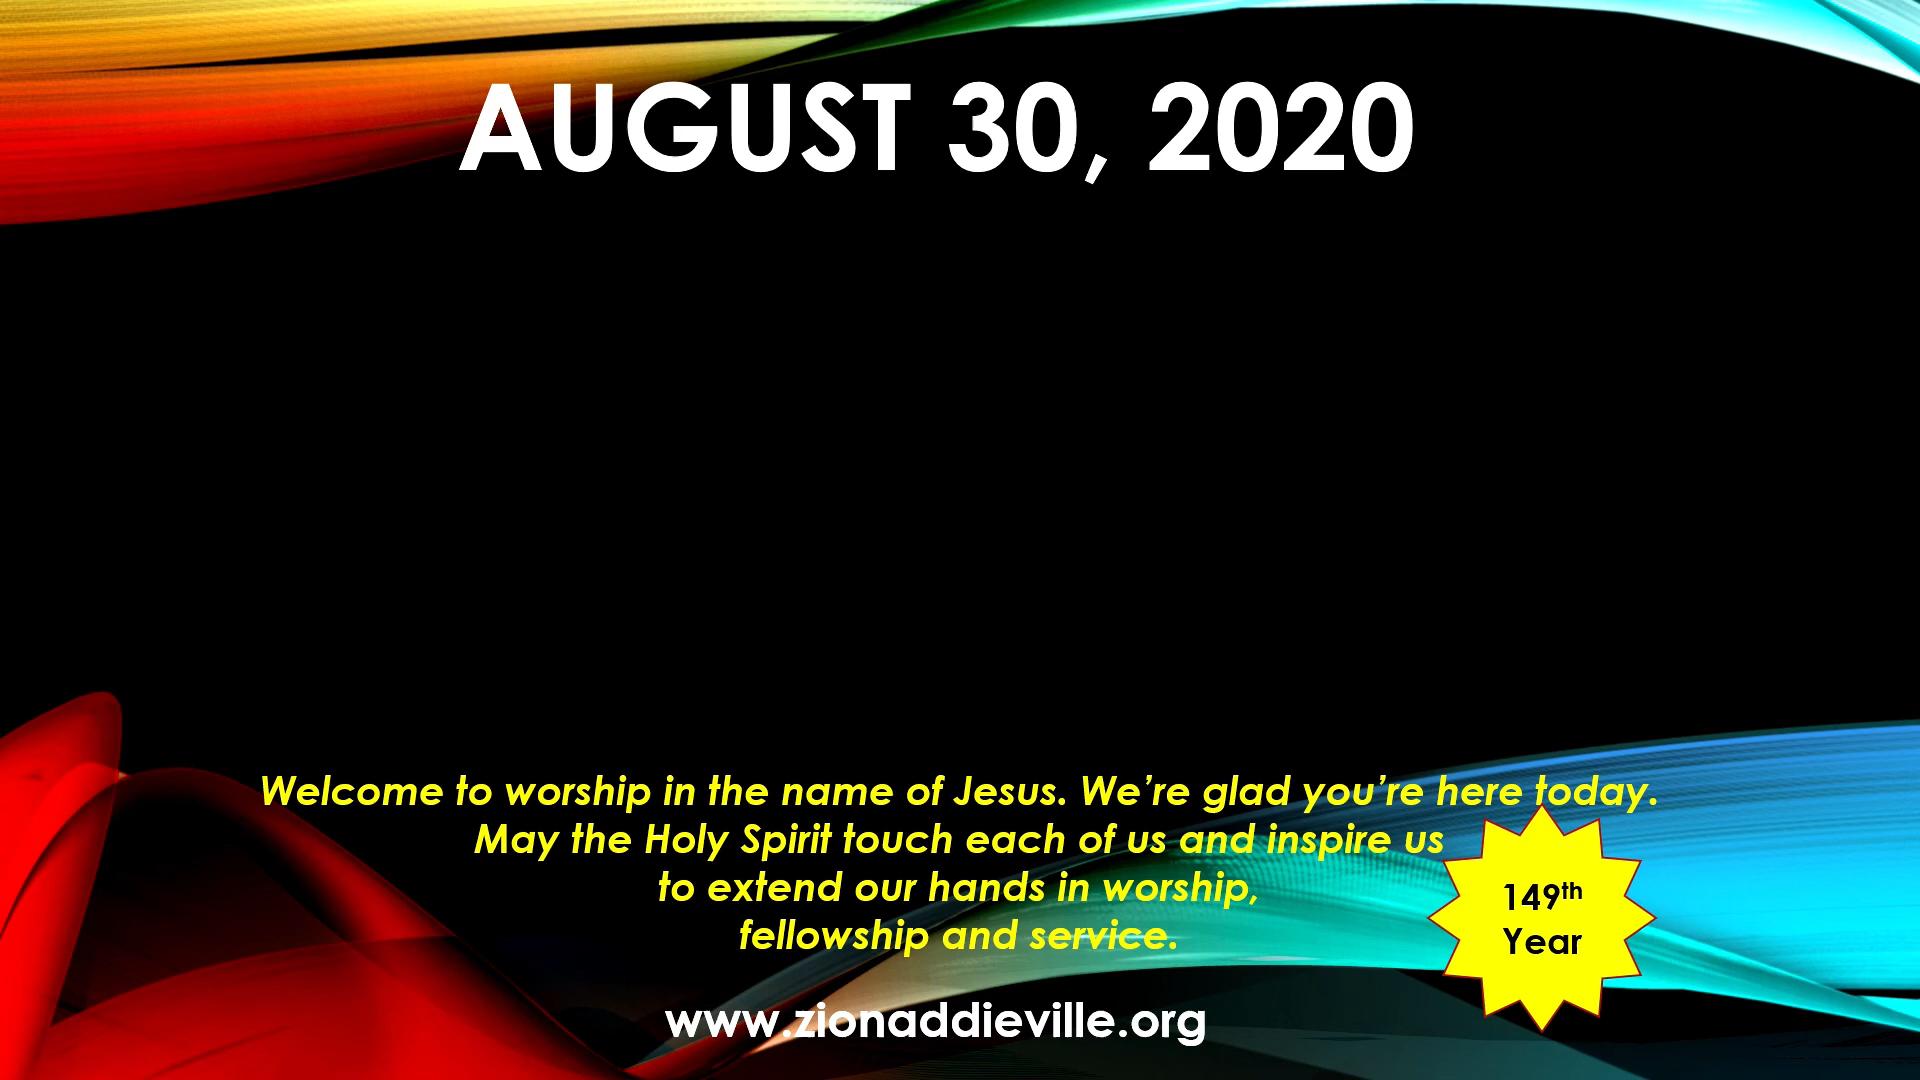 AUGUST 30, 2020
Welcome to worship in the name of Jesus. We’re glad you’re here today.
May the Holy Spirit touch each of us and inspire us
to extend our hands in worship,
fellowship and service.
149th
Year
www.zionaddieville.org